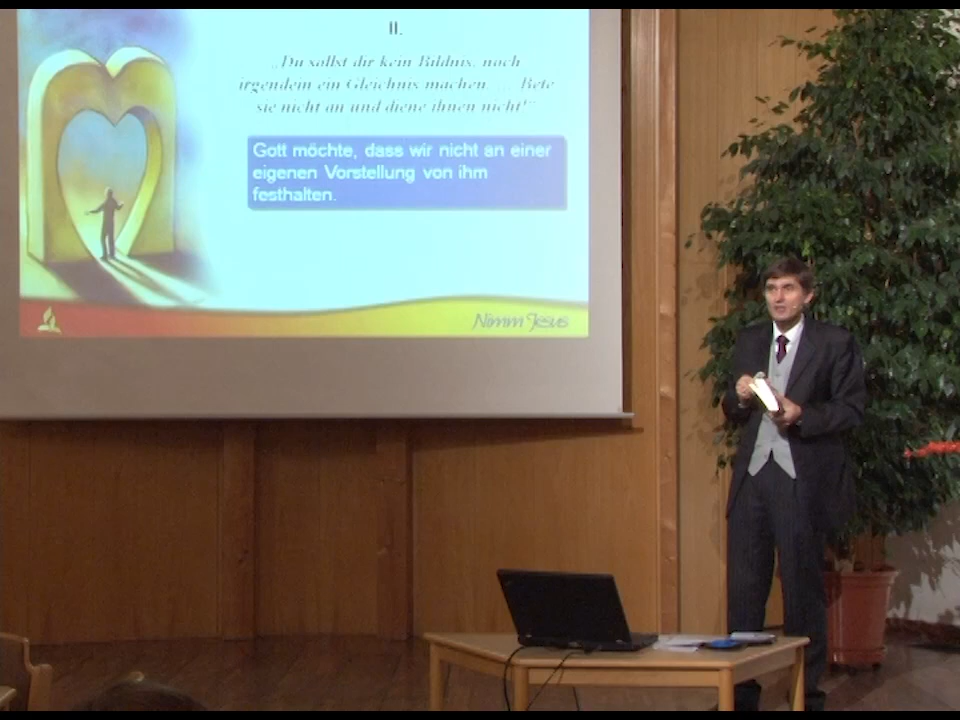 II.
„Du sollst dir kein Bildnis, noch
irgendein ein Gleichnis machen. ... Bete
sie nicht an und diene ihnen nicht!“
Gott möchte, dass wir nicht an einer
eigenen Vorstellung von ihm
festhalten.
Nimm Jesus